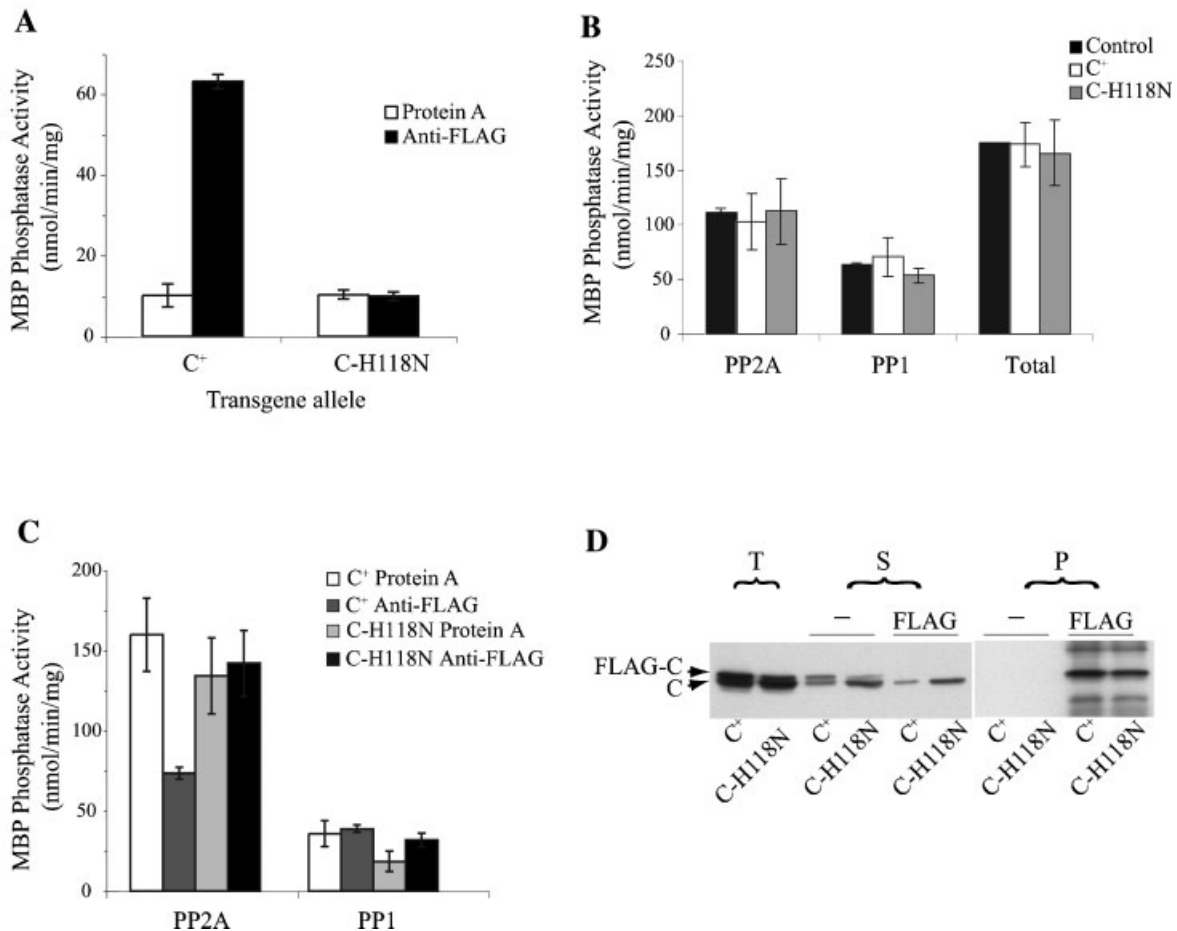 A
MBP Phosphatase Activity
(nmol/min/mg)
60
40
20
0
Protein A
Anti-FLAG
C⁺
C-H118N
Transgene allele
B
MBP Phosphatase Activity
(nmol/min/mg)
250
200
150
100
50
0
Control
C⁺
C-H118N
PP2A
PP1
Total
C
MBP Phosphatase Activity
(nmol/min/mg)
200
150
100
50
0
C⁺ Protein A
C⁺ Anti-FLAG
C-H118N Protein A
C-H118N Anti-FLAG
PP2A
PP1
D
T S P
– FLAG – FLAG
FLAG-C
C
C⁺ C-H118N C⁺ C-H118N C⁺ C-H118N C⁺ C-H118N C⁺ C-H118N